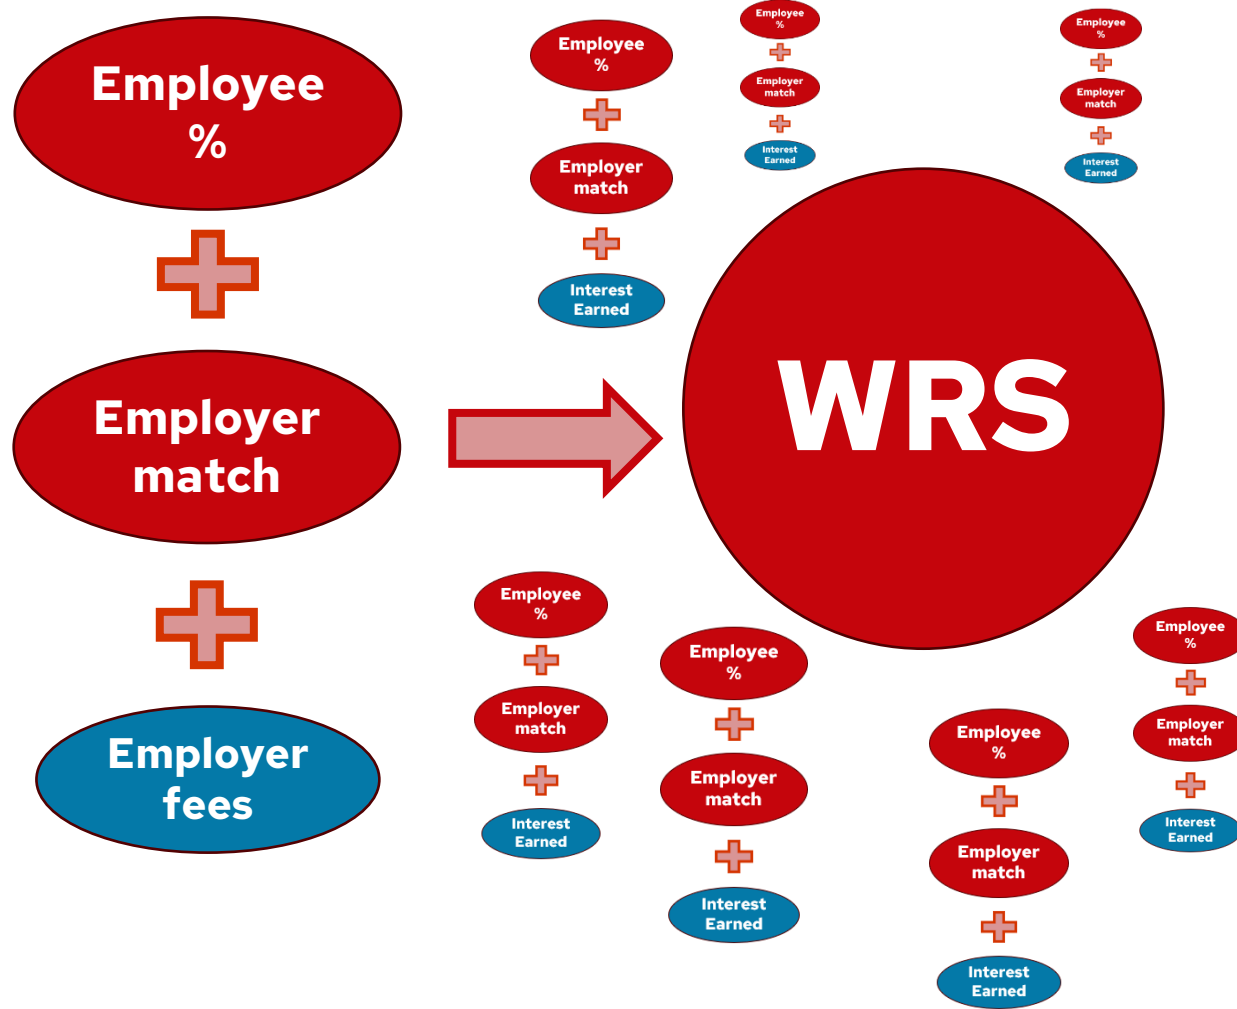 Employee
%
Employer
match
Employer
fees
Employee
%
Employer
match
Interest
Earned
Employee
%
Employer
match
Interest
Earned
Employee
%
Employer
match
Interest
Earned
WRS
Employee
%
Employer
match
Interest
Earned
Employee
%
Employer
match
Interest
Earned
Employee
%
Employer
match
Interest
Earned
Employee
%
Employer
match
Interest
Earned